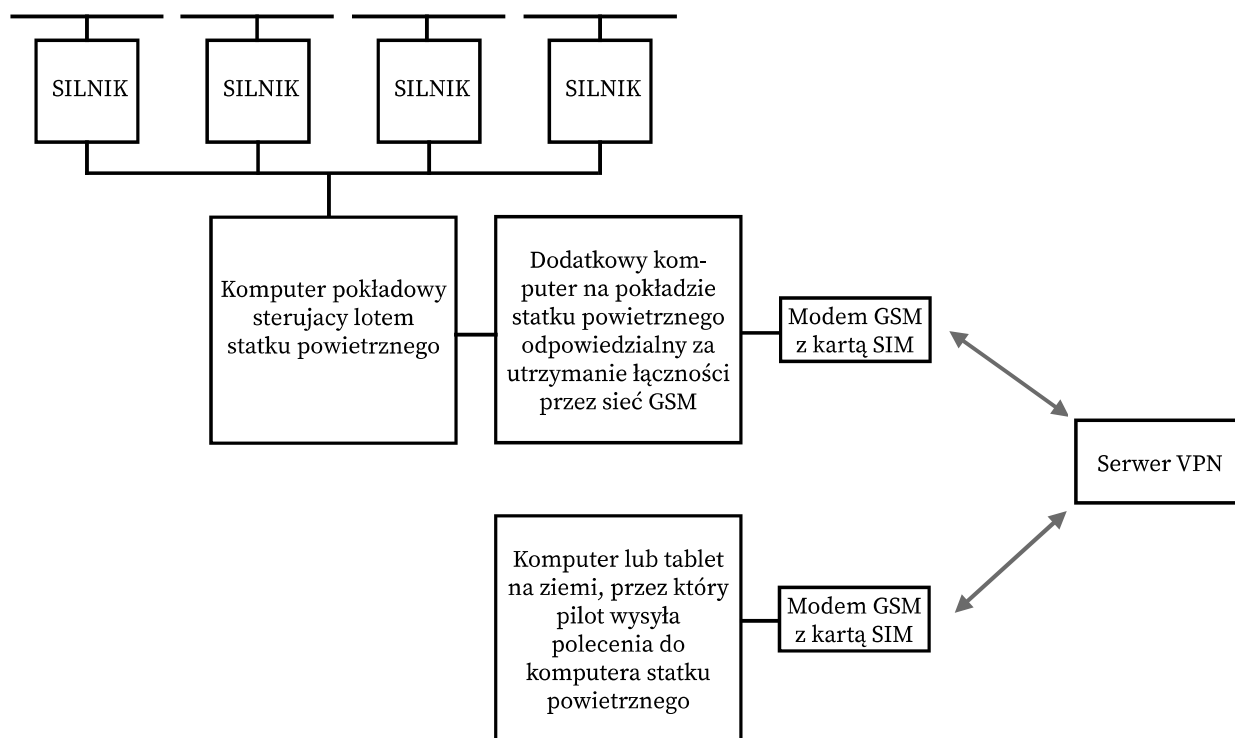 SILNIK
SILNIK
SILNIK
SILNIK
Komputer pokładowy
sterujacy lotem
statku powietrznego
Dodatkowy kom-
puter na pokładzie
statku powietrznego
odpowiedzialny za
utrzymanie łączności
przez sieć GSM
Modem GSM
z kartą SIM
Serwer VPN
Komputer lub tablet
na ziemi, przez który
pilot wysyła
polecenia do
komputera statku
powietrznego
Modem GSM
z kartą SIM